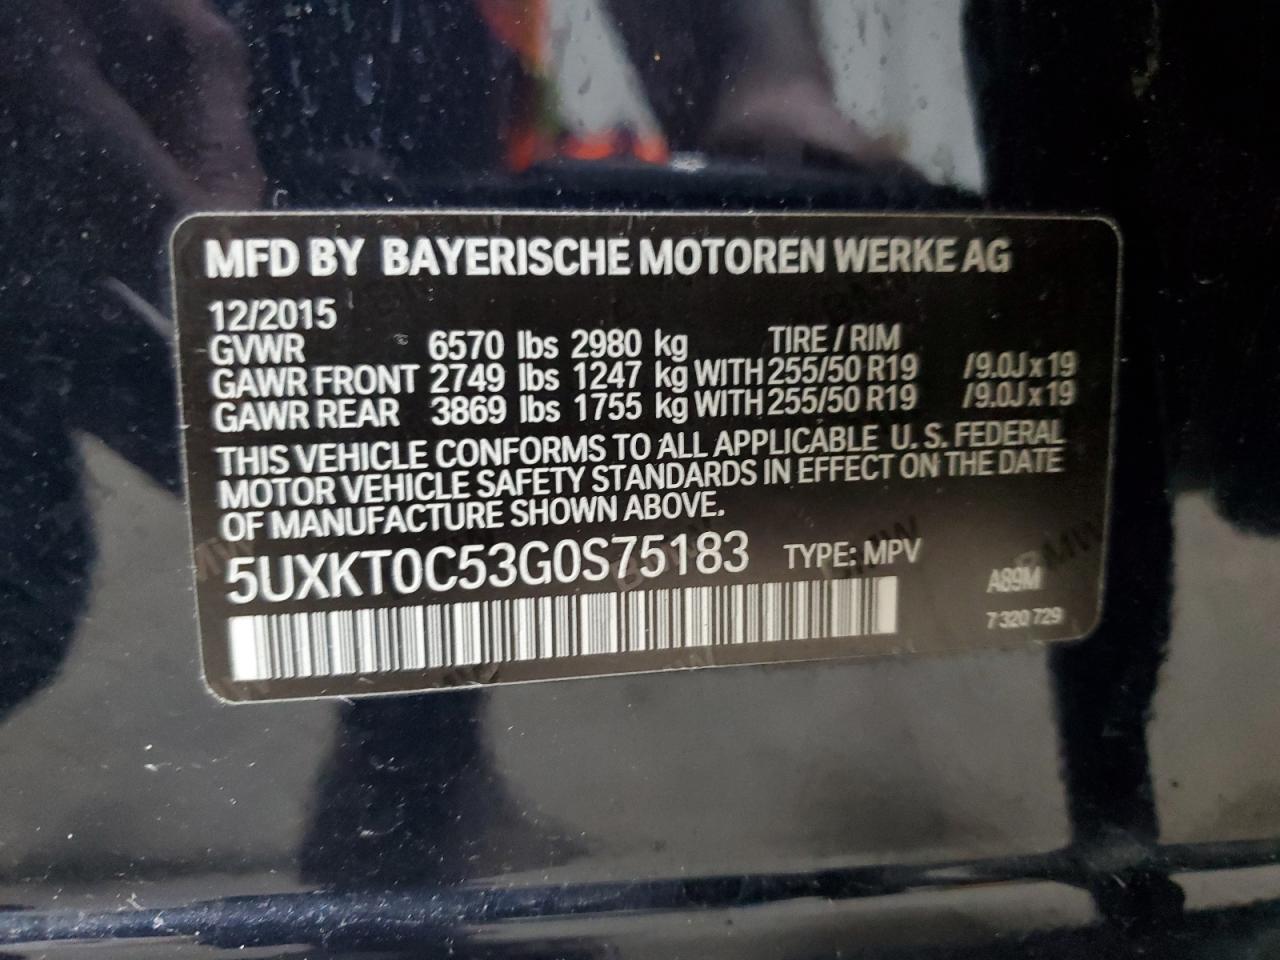 MFD BY BAYERISCHE MOTOREN WERKE AG
12/2015
GVWR 6570 lbs 2980 kg TIRE / RIM
GAWR FRONT 2749 lbs 1247 kg WITH 255/50 R19 /9.0J x 19
GAWR REAR 3869 lbs 1755 kg WITH 255/50 R19 /9.0J x 19
THIS VEHICLE CONFORMS TO ALL APPLICABLE U.S. FEDERAL
MOTOR VEHICLE SAFETY STANDARDS IN EFFECT ON THE DATE
OF MANUFACTURE SHOWN ABOVE.
5UXKT0C53G0S75183 TYPE: MPV
A89M
7 320 729